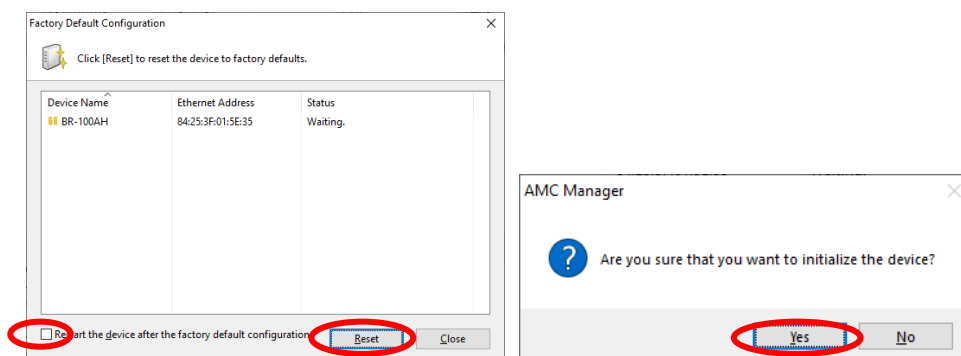 Factory Default Configuration
Click [Reset] to reset the device to factory defaults.
Device Name Ethernet Address Status
BR-100AH 84:25:3F:01:5E:35 Waiting.
Restart the device after the factory default configuration
Reset Close
AMC Manager
Are you sure that you want to initialize the device?
Yes No